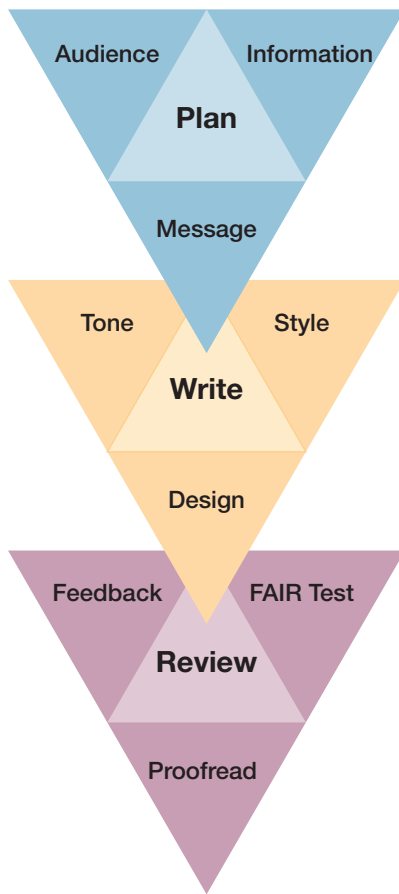 Audience Information
Plan
Message
Tone Style
Write
Design
Feedback FAIR Test
Review
Proofread